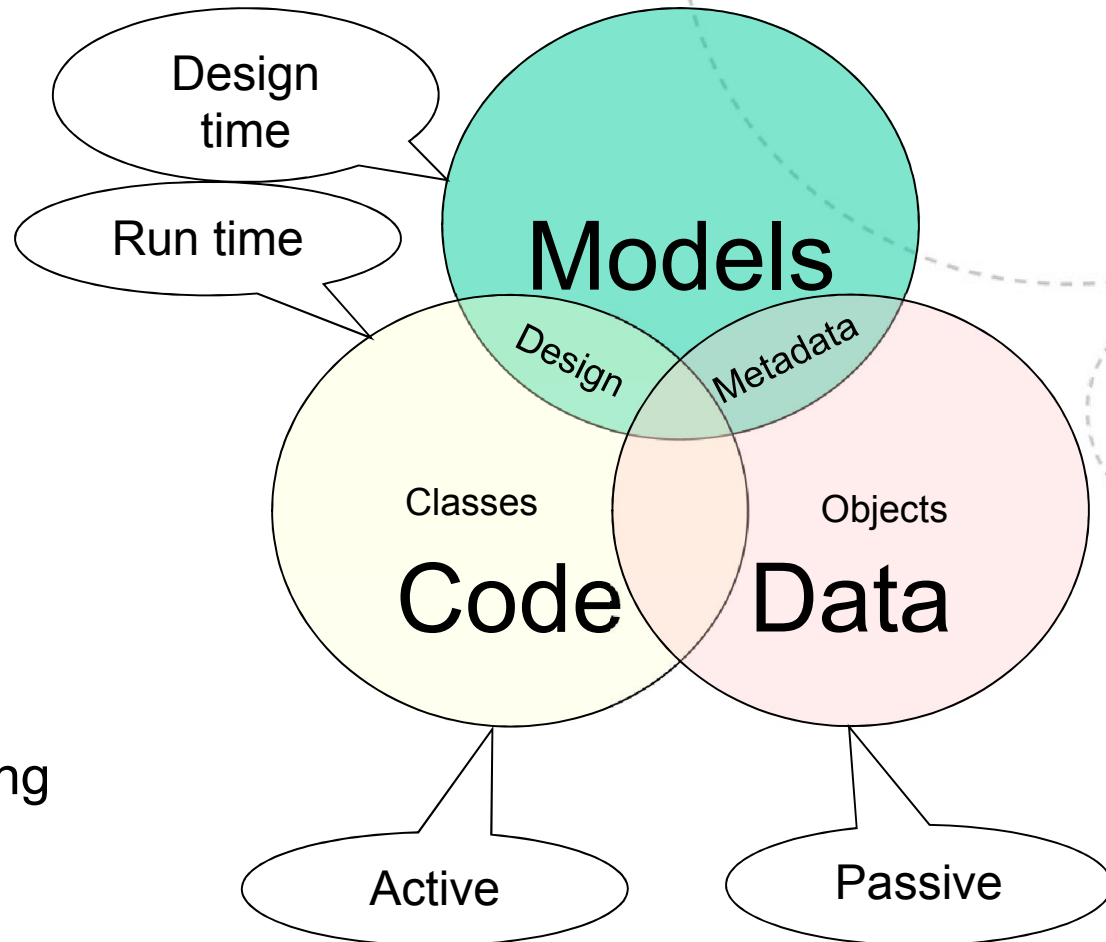 Design
time
Run time
Models
Design
Metadata
Classes
Objects
Code
Data
ng
Active
Passive